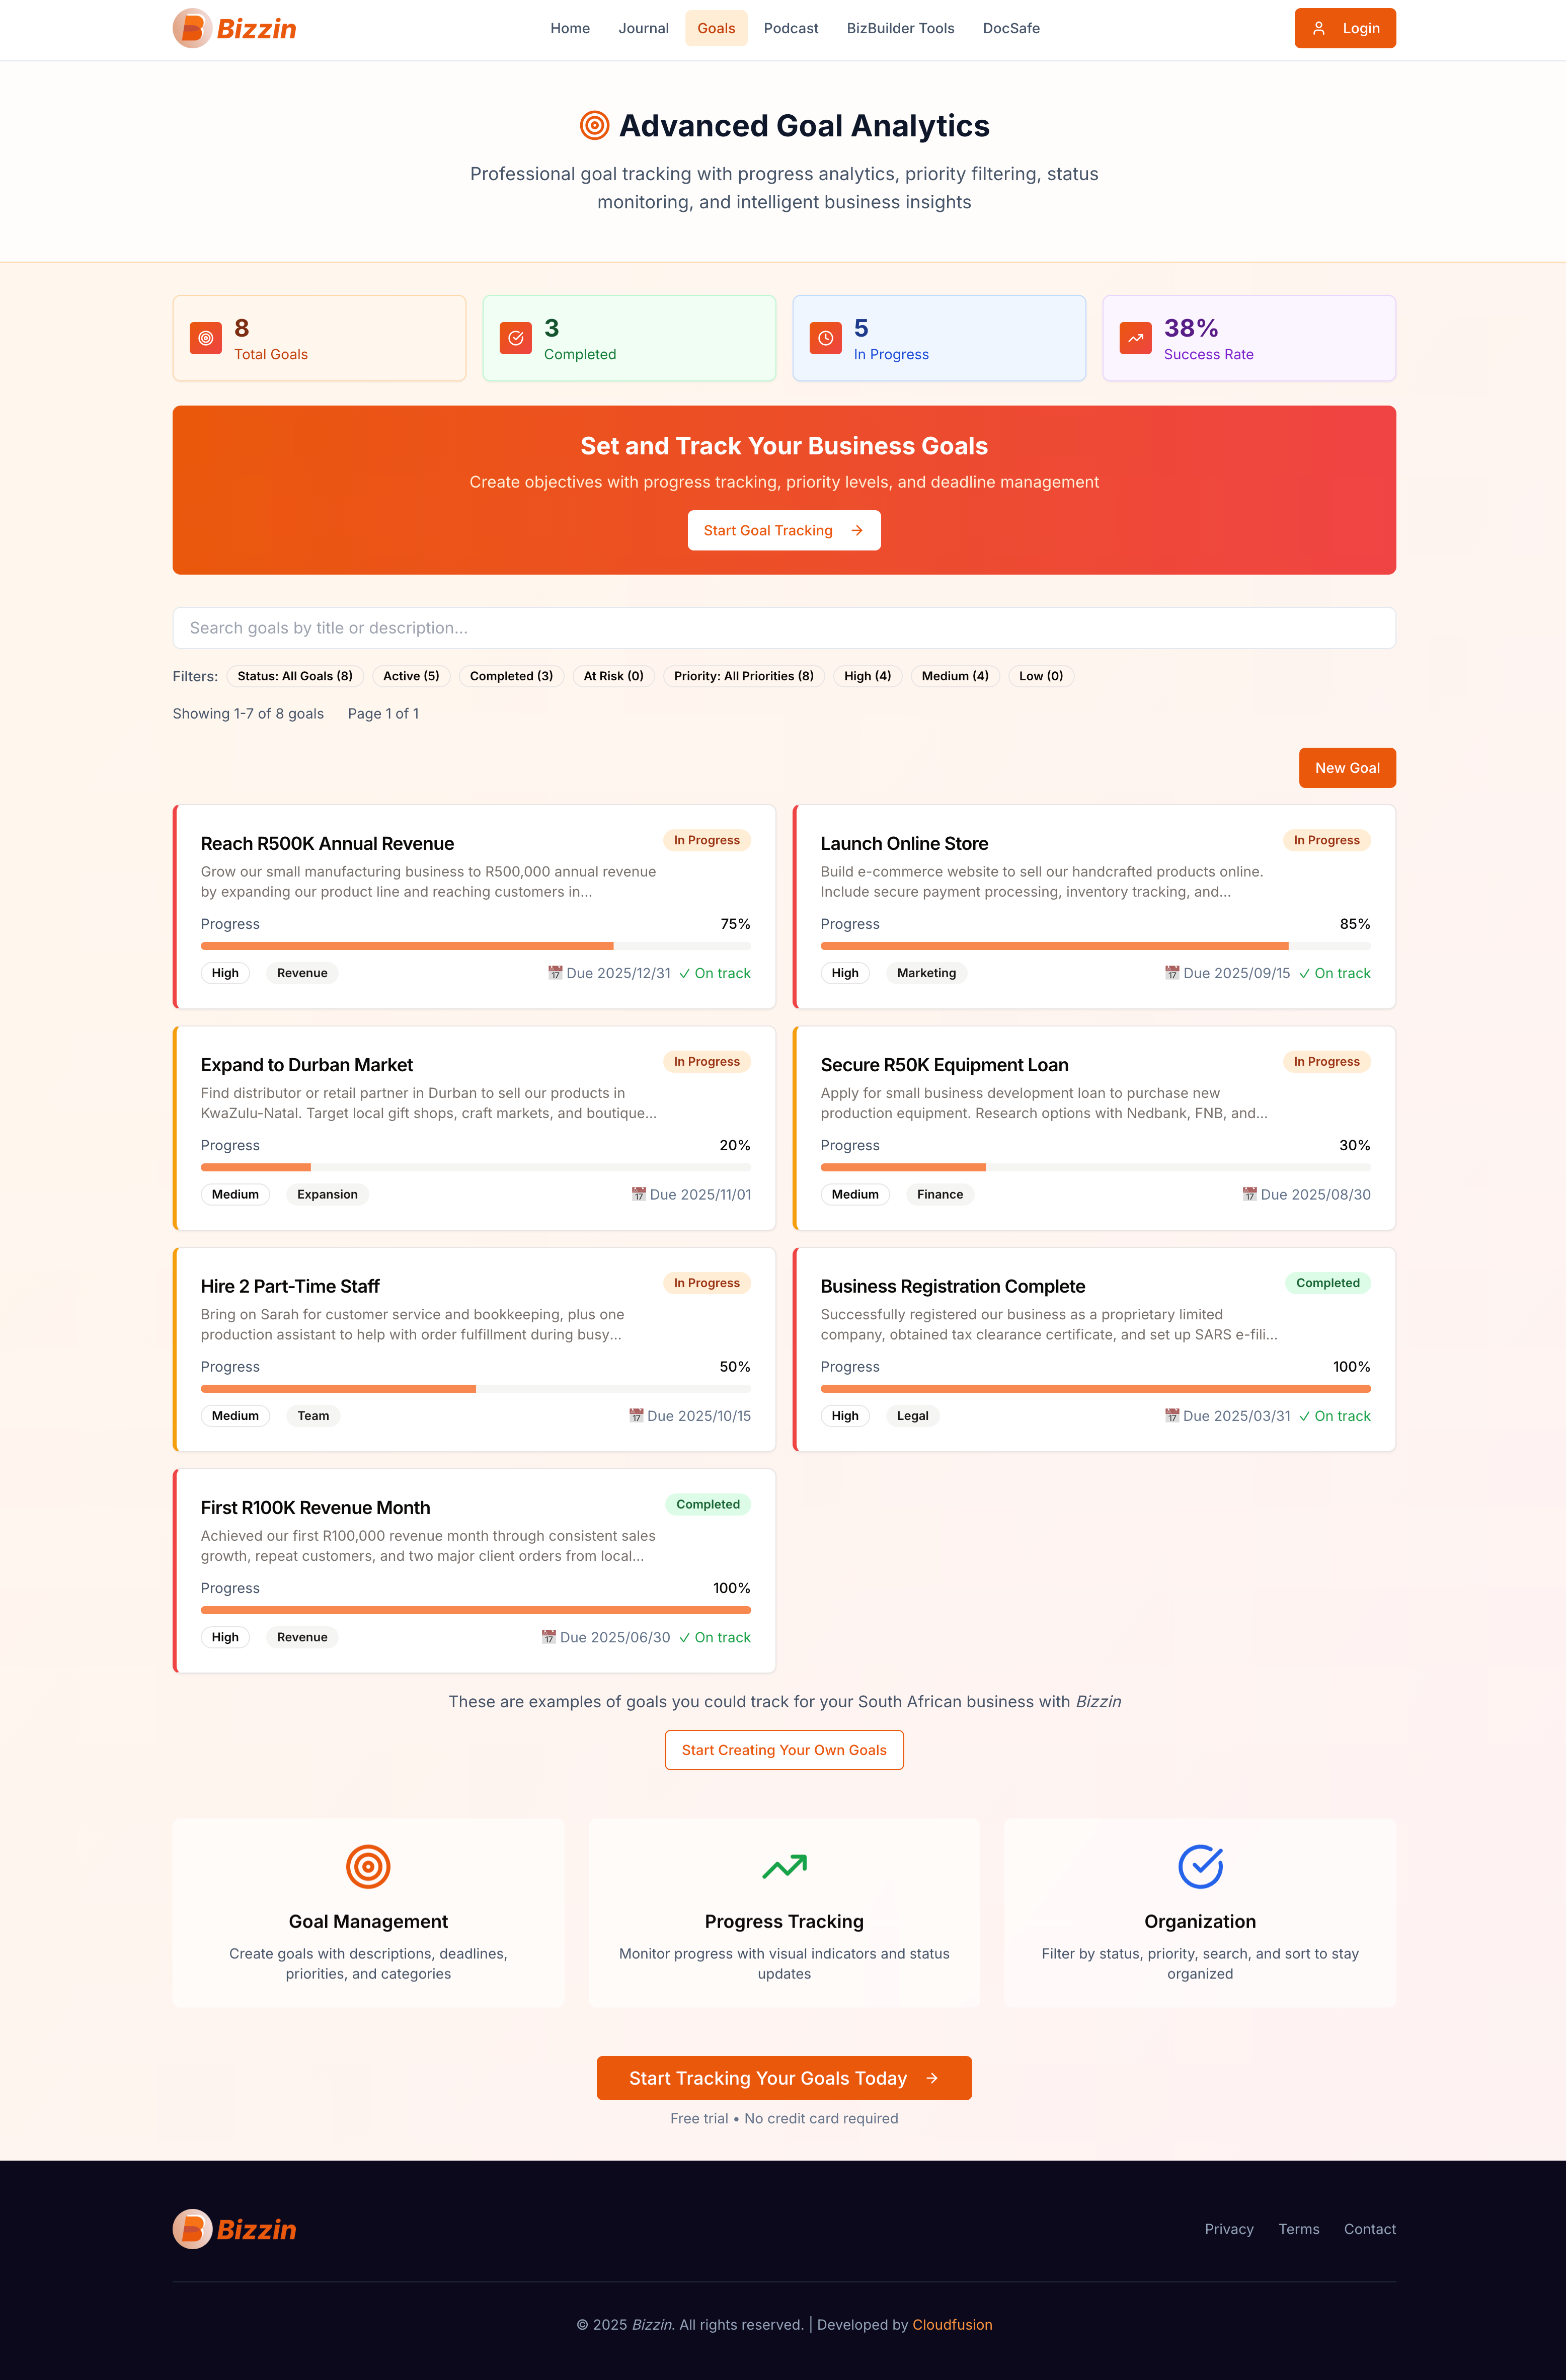 Bizzin
Home Journal Goals Podcast BizBuilder Tools DocSafe
Login
Advanced Goal Analytics
Professional goal tracking with progress analytics, priority filtering, status
monitoring, and intelligent business insights
8
Total Goals
3
Completed
5
In Progress
38%
Success Rate
Set and Track Your Business Goals
Create objectives with progress tracking, priority levels, and deadline management
Start Goal Tracking
Search goals by title or description...
Filters: Status: All Goals (8) Active (5) Completed (3) At Risk (0) Priority: All Priorities (8) High (4) Medium (4) Low (0)
Showing 1-7 of 8 goals Page 1 of 1
New Goal
Reach R500K Annual Revenue In Progress
Grow our small manufacturing business to R500,000 annual revenue
by expanding our product line and reaching customers in...
Progress 75%
High Revenue Due 2025/12/31 ✓ On track
Launch Online Store In Progress
Build e-commerce website to sell our handcrafted products online.
Include secure payment processing, inventory tracking, and...
Progress 85%
High Marketing Due 2025/09/15 ✓ On track
Expand to Durban Market In Progress
Find distributor or retail partner in Durban to sell our products in
KwaZulu-Natal. Target local gift shops, craft markets, and boutique...
Progress 20%
Medium Expansion Due 2025/11/01
Secure R50K Equipment Loan In Progress
Apply for small business development loan to purchase new
production equipment. Research options with Nedbank, FNB, and...
Progress 30%
Medium Finance Due 2025/08/30
Hire 2 Part-Time Staff In Progress
Bring on Sarah for customer service and bookkeeping, plus one
production assistant to help with order fulfillment during busy...
Progress 50%
Medium Team Due 2025/10/15
Business Registration Complete Completed
Successfully registered our business as a proprietary limited
company, obtained tax clearance certificate, and set up SARS e-fili...
Progress 100%
High Legal Due 2025/03/31 ✓ On track
First R100K Revenue Month Completed
Achieved our first R100,000 revenue month through consistent sales
growth, repeat customers, and two major client orders from local...
Progress 100%
High Revenue Due 2025/06/30 ✓ On track
These are examples of goals you could track for your South African business with Bizzin
Start Creating Your Own Goals
Goal Management
Create goals with descriptions, deadlines,
priorities, and categories
Progress Tracking
Monitor progress with visual indicators and status
updates
Organization
Filter by status, priority, search, and sort to stay
organized
Start Tracking Your Goals Today
Free trial • No credit card required
Bizzin
Privacy Terms Contact
© 2025 Bizzin. All rights reserved. | Developed by Cloudfusion